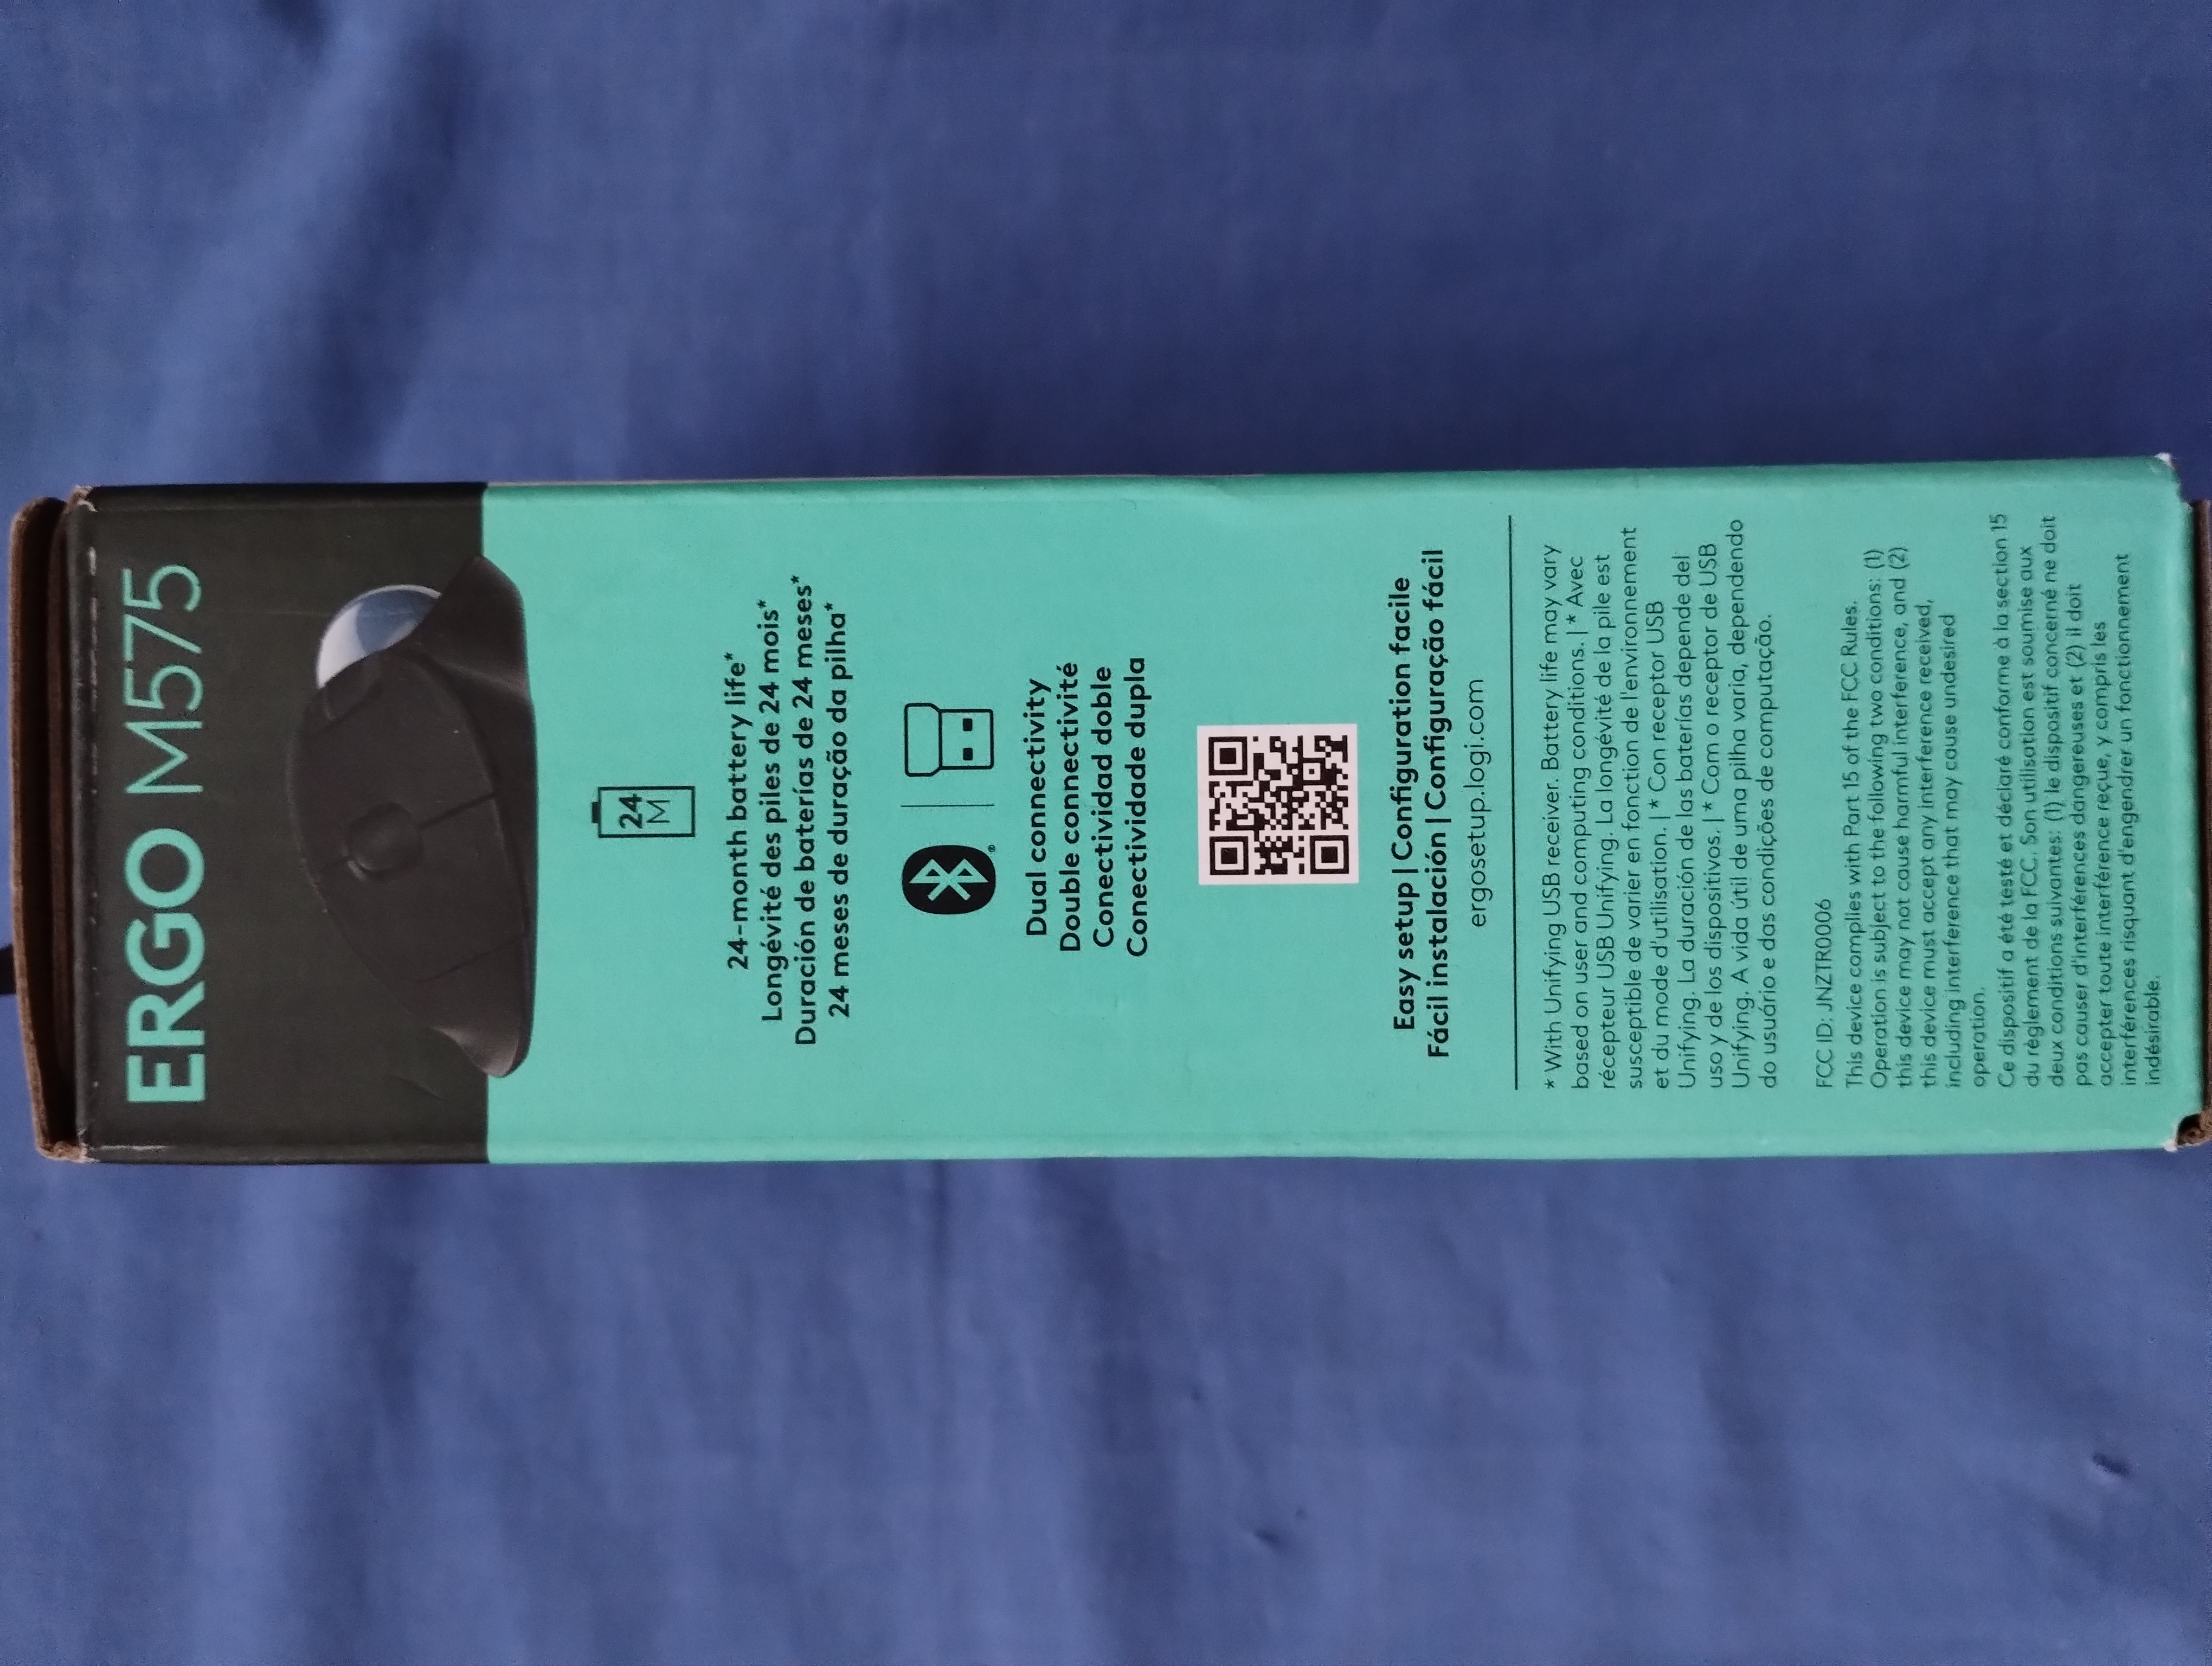 ERGO M575
24
M
24-month battery life*
Longévité des piles de 24 mois*
Duración de baterías de 24 meses*
24 meses de duração da pilha*
Dual connectivity
Double connectivité
Conectividad doble
Conectividade dupla
Easy setup | Configuration facile
Fácil instalación | Configuração fácil
ergosetup.logi.com
* With Unifying USB receiver. Battery life may vary
based on user and computing conditions. | * Avec
récepteur USB Unifying. La longévité de la pile est
susceptible de varier en fonction de l'environnement
et du mode d'utilisation. | * Con receptor USB
Unifying. La duración de las baterías depende del
uso y de los dispositivos. | * Com o receptor de USB
Unifying. A vida útil de uma pilha varia, dependendo
do usuário e das condições de computação.
FCC ID: JNZTR0006
This device complies with Part 15 of the FCC Rules.
Operation is subject to the following two conditions: (1)
this device may not cause harmful interference, and (2)
this device must accept any interference received,
including interference that may cause undesired
operation.
Ce dispositif a été testé et déclaré conforme à la section 15
du règlement de la FCC. Son utilisation est soumise aux
deux conditions suivantes: (1) le dispositif concerné ne doit
pas causer d'interférences dangereuses et (2) il doit
accepter toute interférence reçue, y compris les
interférences risquant d'engendrer un fonctionnement
indésirable.